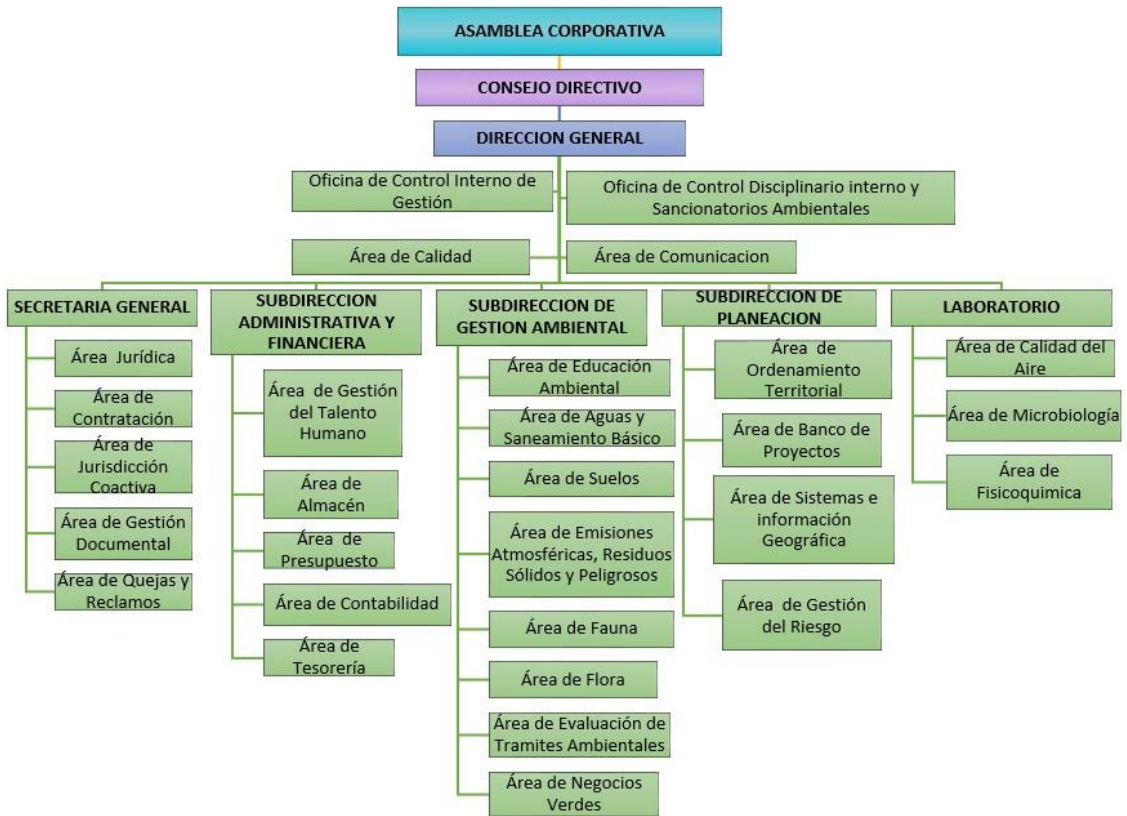 ASAMBLEA CORPORATIVA
CONSEJO DIRECTIVO
DIRECCION GENERAL
Oficina de Control Interno de
Gestión
Oficina de Control Disciplinario interno y
Sancionatorios Ambientales
Área de Calidad
Área de Comunicacion
SECRETARIA GENERAL
Área Jurídica
Área de
Contratación
Área de
Jurisdicción
Coactiva
Área de Gestión
Documental
Área de Quejas y
Reclamos
SUBDIRECCION
ADMINISTRATIVA Y
FINANCIERA
Área de Gestión
del Talento
Humano
Área de
Almacén
Área de
Presupuesto
Área de Contabilidad
Área de
Tesorería
SUBDIRECCION DE
GESTION AMBIENTAL
Área de Educación
Ambiental
Área de Aguas y
Saneamiento Básico
Área de Suelos
Área de Emisiones
Atmosféricas, Residuos
Sólidos y Peligrosos
Área de Fauna
Área de Flora
Área de Evaluación de
Tramites Ambientales
Área de Negocios
Verdes
SUBDIRECCION DE
PLANEACION
Área de
Ordenamiento
Territorial
Área de Banco de
Proyectos
Área de Sistemas e
información
Geográfica
Área de Gestión
del Riesgo
LABORATORIO
Área de Calidad del
Aire
Área de Microbiología
Área de
Fisicoquimica